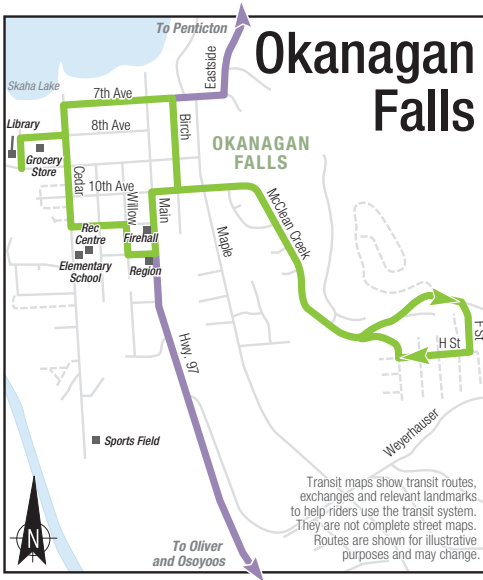 To Penticton
Okanagan
Falls
Eastside
Skaha Lake
7th Ave
Library
8th Ave
Birch
OKANAGAN
FALLS
Grocery
Store
Cedar
10th Ave
Willow
Main
McClean Creek
Rec
Centre
Firehall
Maple
Elementary
School
Region
F St
H St
Hwy. 97
Weyerhauser
Sports Field
Transit maps show transit routes,
exchanges and relevant landmarks
to help riders use the transit system.
They are not complete street maps.
Routes are shown for illustrative
purposes and may change.
N
To Oliver
and Osoyoos